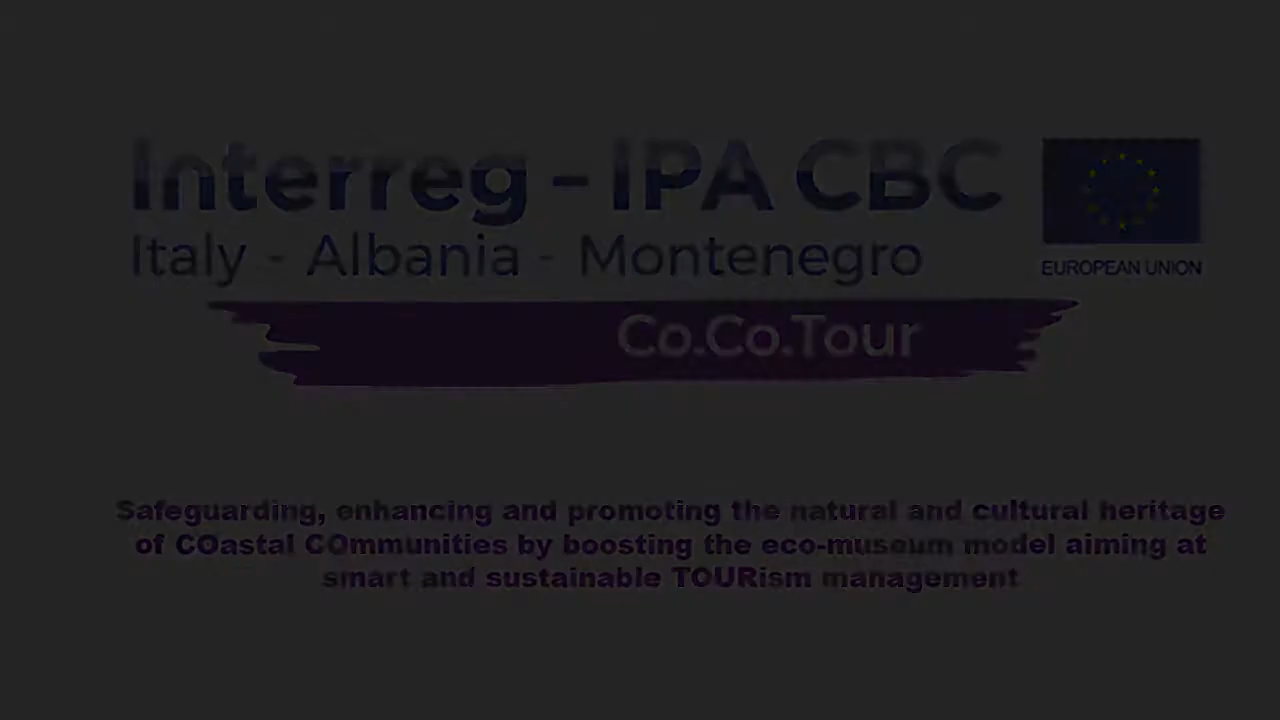 Interreg - IPA CBC
Italy - Albania - Montenegro
EUROPEAN UNION
Co.Co.Tour
Safeguarding, enhancing and promoting the natural and cultural heritage
of COastal COmmunities by boosting the eco-museum model aiming at
smart and sustainable TOURism management